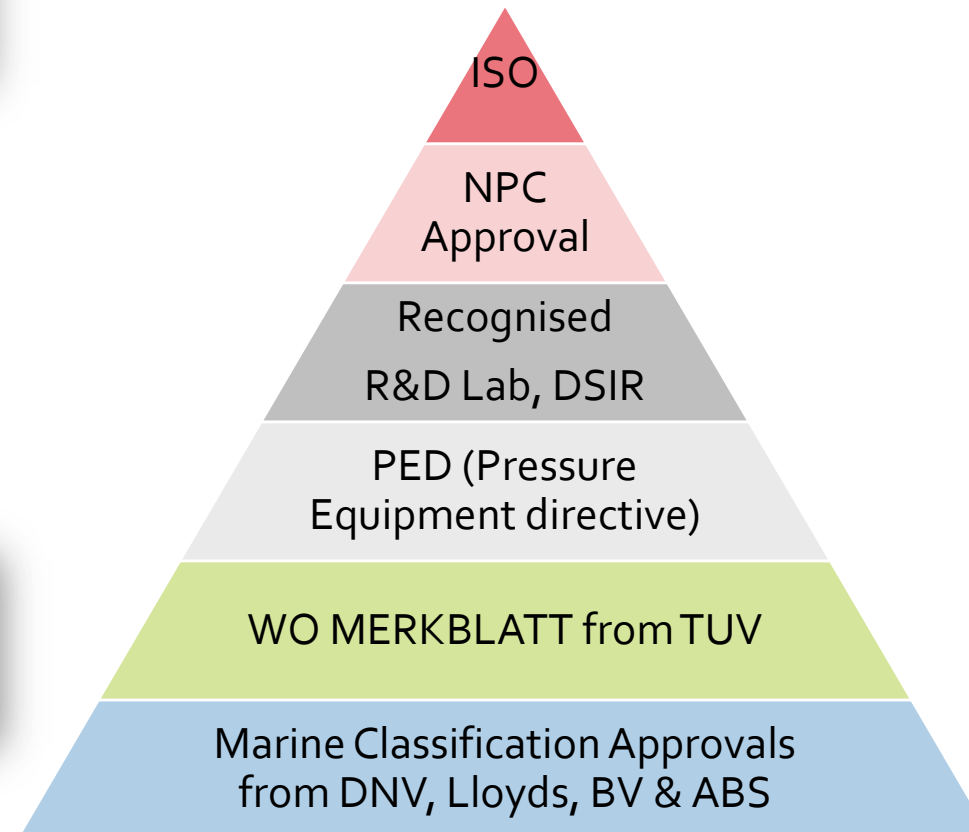 ISO
NPC
Approval
Recognised
R&D Lab, DSIR
PED (Pressure
Equipment directive)
WO MERKBLATT from TUV
Marine Classification Approvals
from DNV, Lloyds, BV & ABS